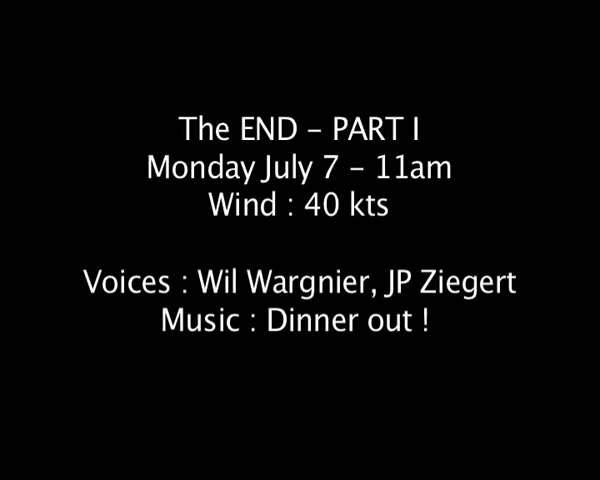 The END – PART I
Monday July 7 – 11am
Wind : 40 kts
Voices : Wil Wargnier, JP Ziegert
Music : Dinner out !